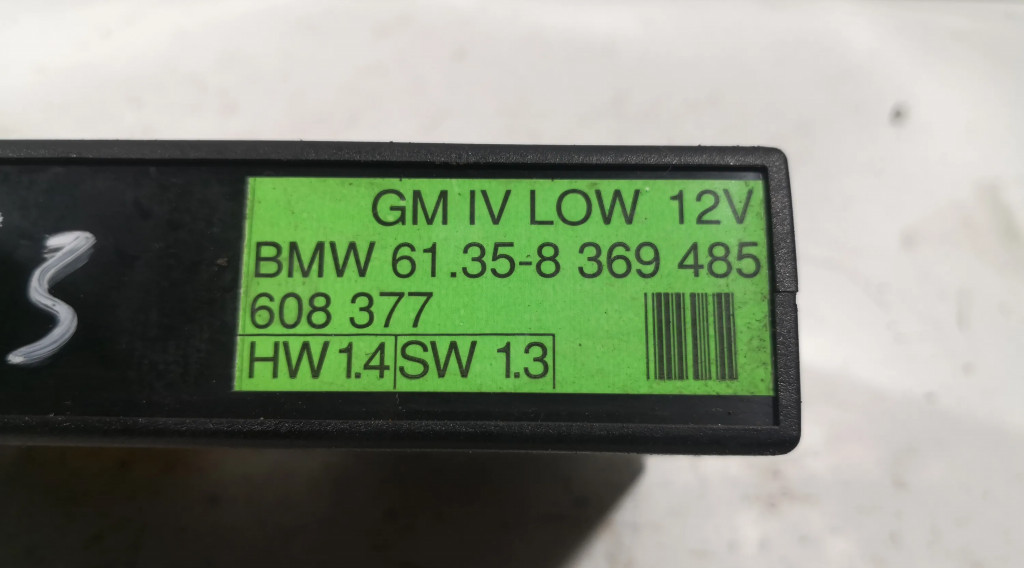 GM IV LOW 12V
BMW 61.35-8 369 485
608 377
HW 1.4 SW 1.3